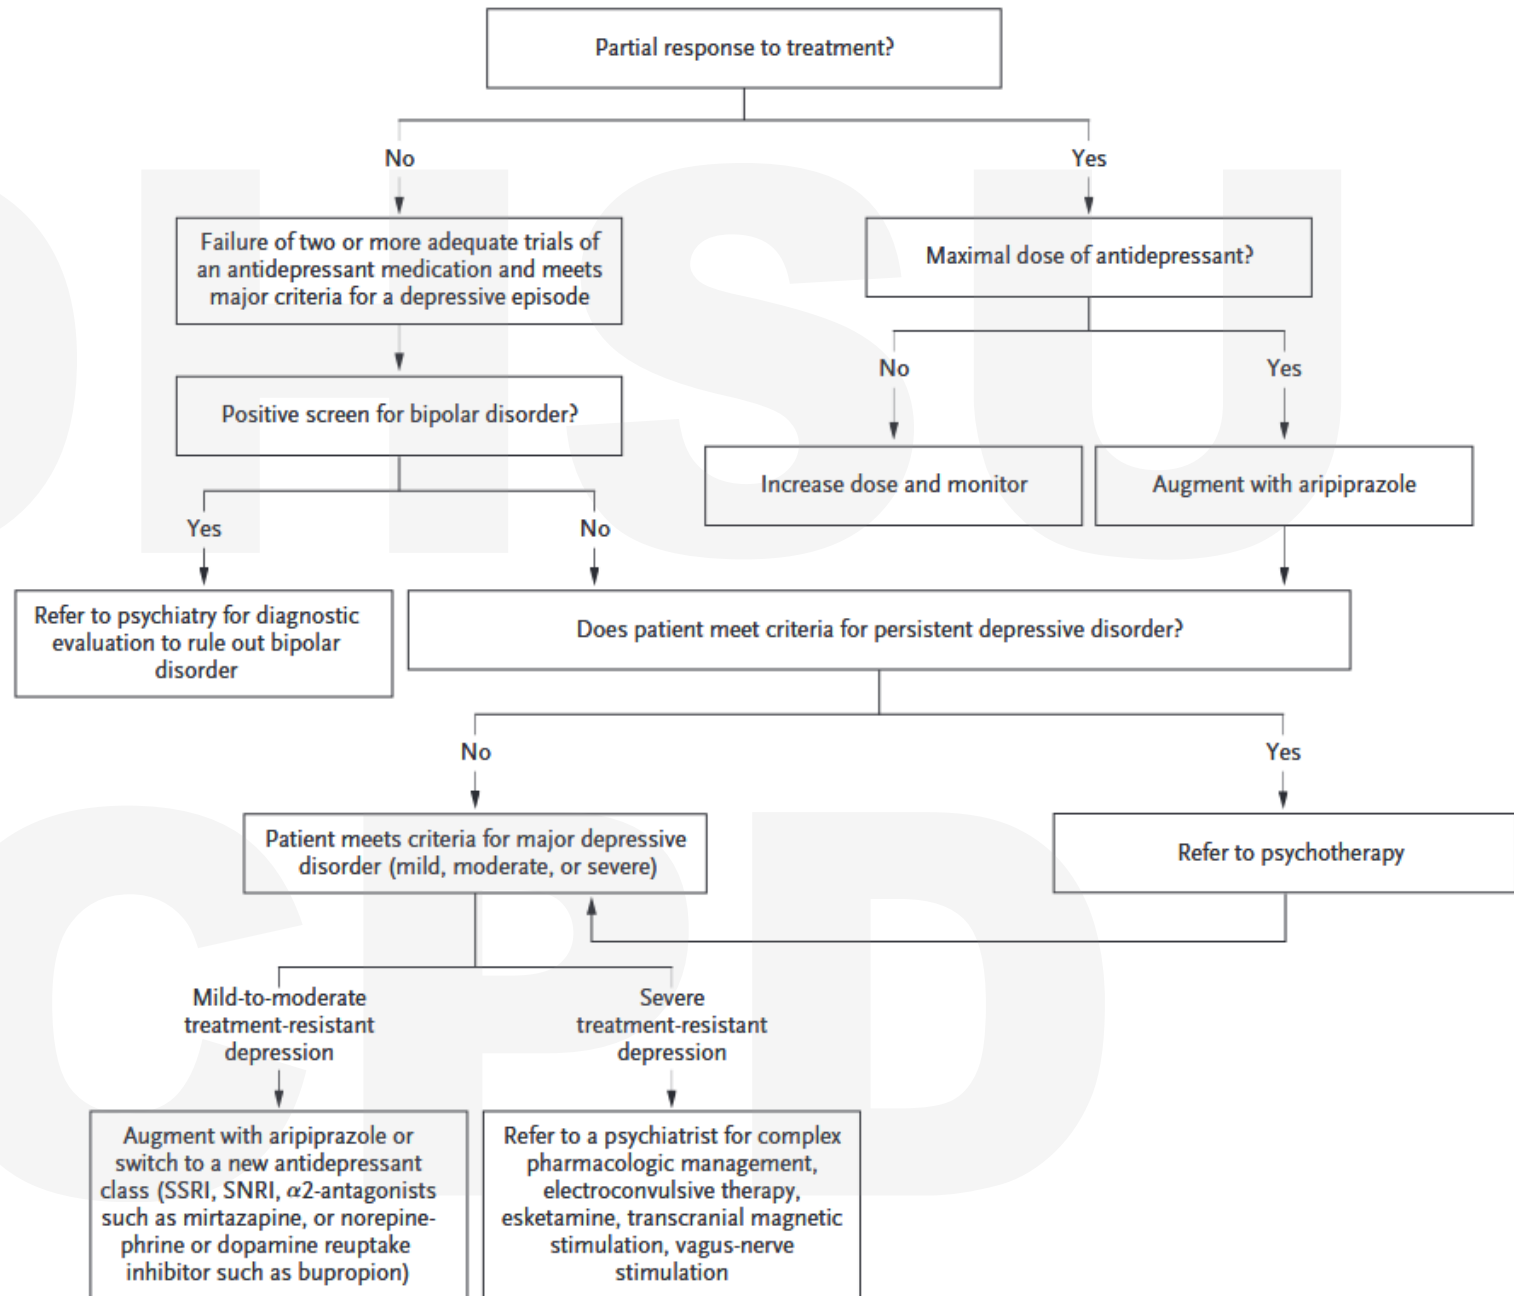 Partial response to treatment?
No
Yes
Failure of two or more adequate trials of
an antidepressant medication and meets
major criteria for a depressive episode
Maximal dose of antidepressant?
No
Yes
Positive screen for bipolar disorder?
Increase dose and monitor
Augment with aripiprazole
Yes
No
Refer to psychiatry for diagnostic
evaluation to rule out bipolar
disorder
Does patient meet criteria for persistent depressive disorder?
No
Yes
Patient meets criteria for major depressive
disorder (mild, moderate, or severe)
Refer to psychotherapy
Mild-to-moderate
treatment-resistant
depression
Severe
treatment-resistant
depression
Augment with aripiprazole or
switch to a new antidepressant
class (SSRI, SNRI, α2-antagonists
such as mirtazapine, or norepine-
phrine or dopamine reuptake
inhibitor such as bupropion)
Refer to a psychiatrist for complex
pharmacologic management,
electroconvulsive therapy,
esketamine, transcranial magnetic
stimulation, vagus-nerve
stimulation
OHSU
CPD